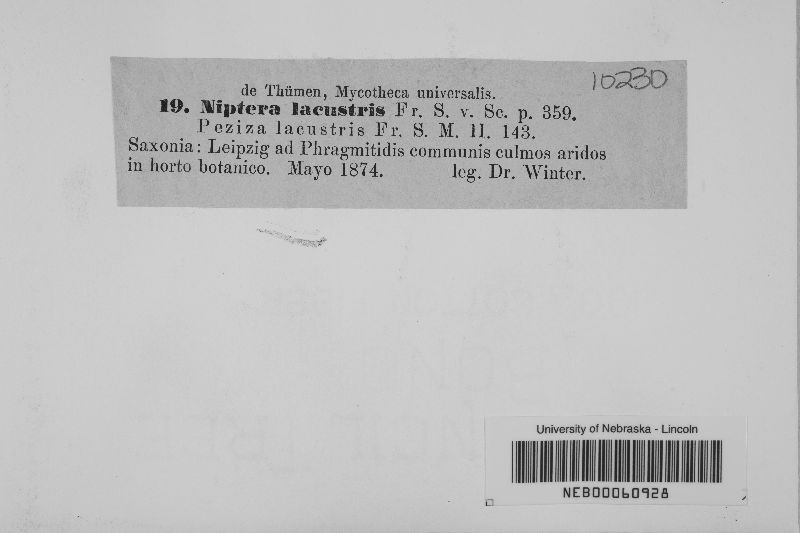 10230
de Thümen, Mycotheca universalis.
19. Niptera lacustris Fr. S. v. Sc. p. 359.
Peziza lacustris Fr. S. M. II. 143.
Saxonia: Leipzig ad Phragmitidis communis culmos aridos
in horto botanico. Mayo 1874. leg. Dr. Winter.
University of Nebraska - Lincoln
NEB00060928